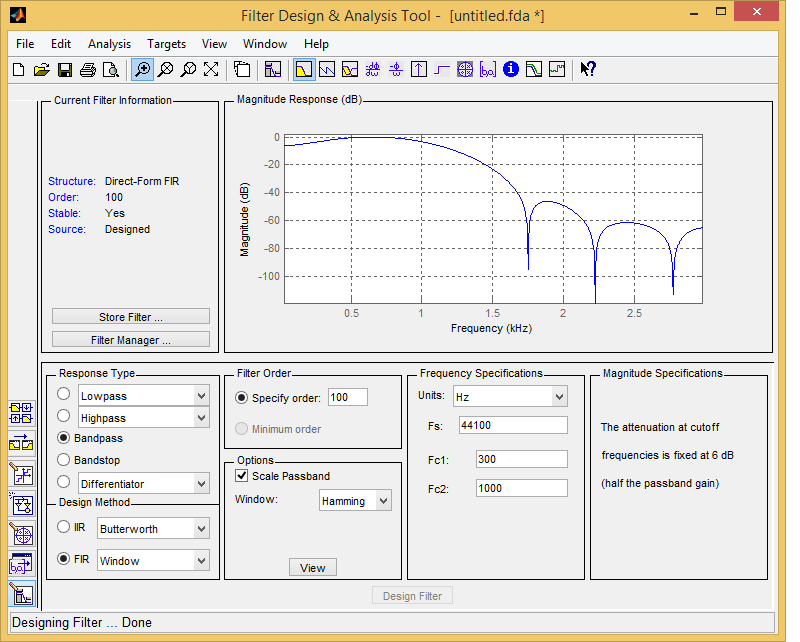 Filter Design & Analysis Tool - [untitled.fda *]
File Edit Analysis Targets View Window Help
Current Filter Information
Structure: Direct-Form FIR
Order: 100
Stable: Yes
Source: Designed
Store Filter ...
Filter Manager ...
Magnitude Response (dB)
Magnitude (dB)
0
-20
-40
-60
-80
-100
0.5 1 1.5 2 2.5
Frequency (kHz)
Response Type
Lowpass
Highpass
Bandpass
Bandstop
Differentiator
Design Method
IIR Butterworth
FIR Window
Filter Order
Specify order: 100
Minimum order
Options
Scale Passband
Window: Hamming
View
Frequency Specifications
Units: Hz
Fs: 44100
Fc1: 300
Fc2: 1000
Magnitude Specifications
The attenuation at cutoff
frequencies is fixed at 6 dB
(half the passband gain)
Design Filter
Designing Filter ... Done